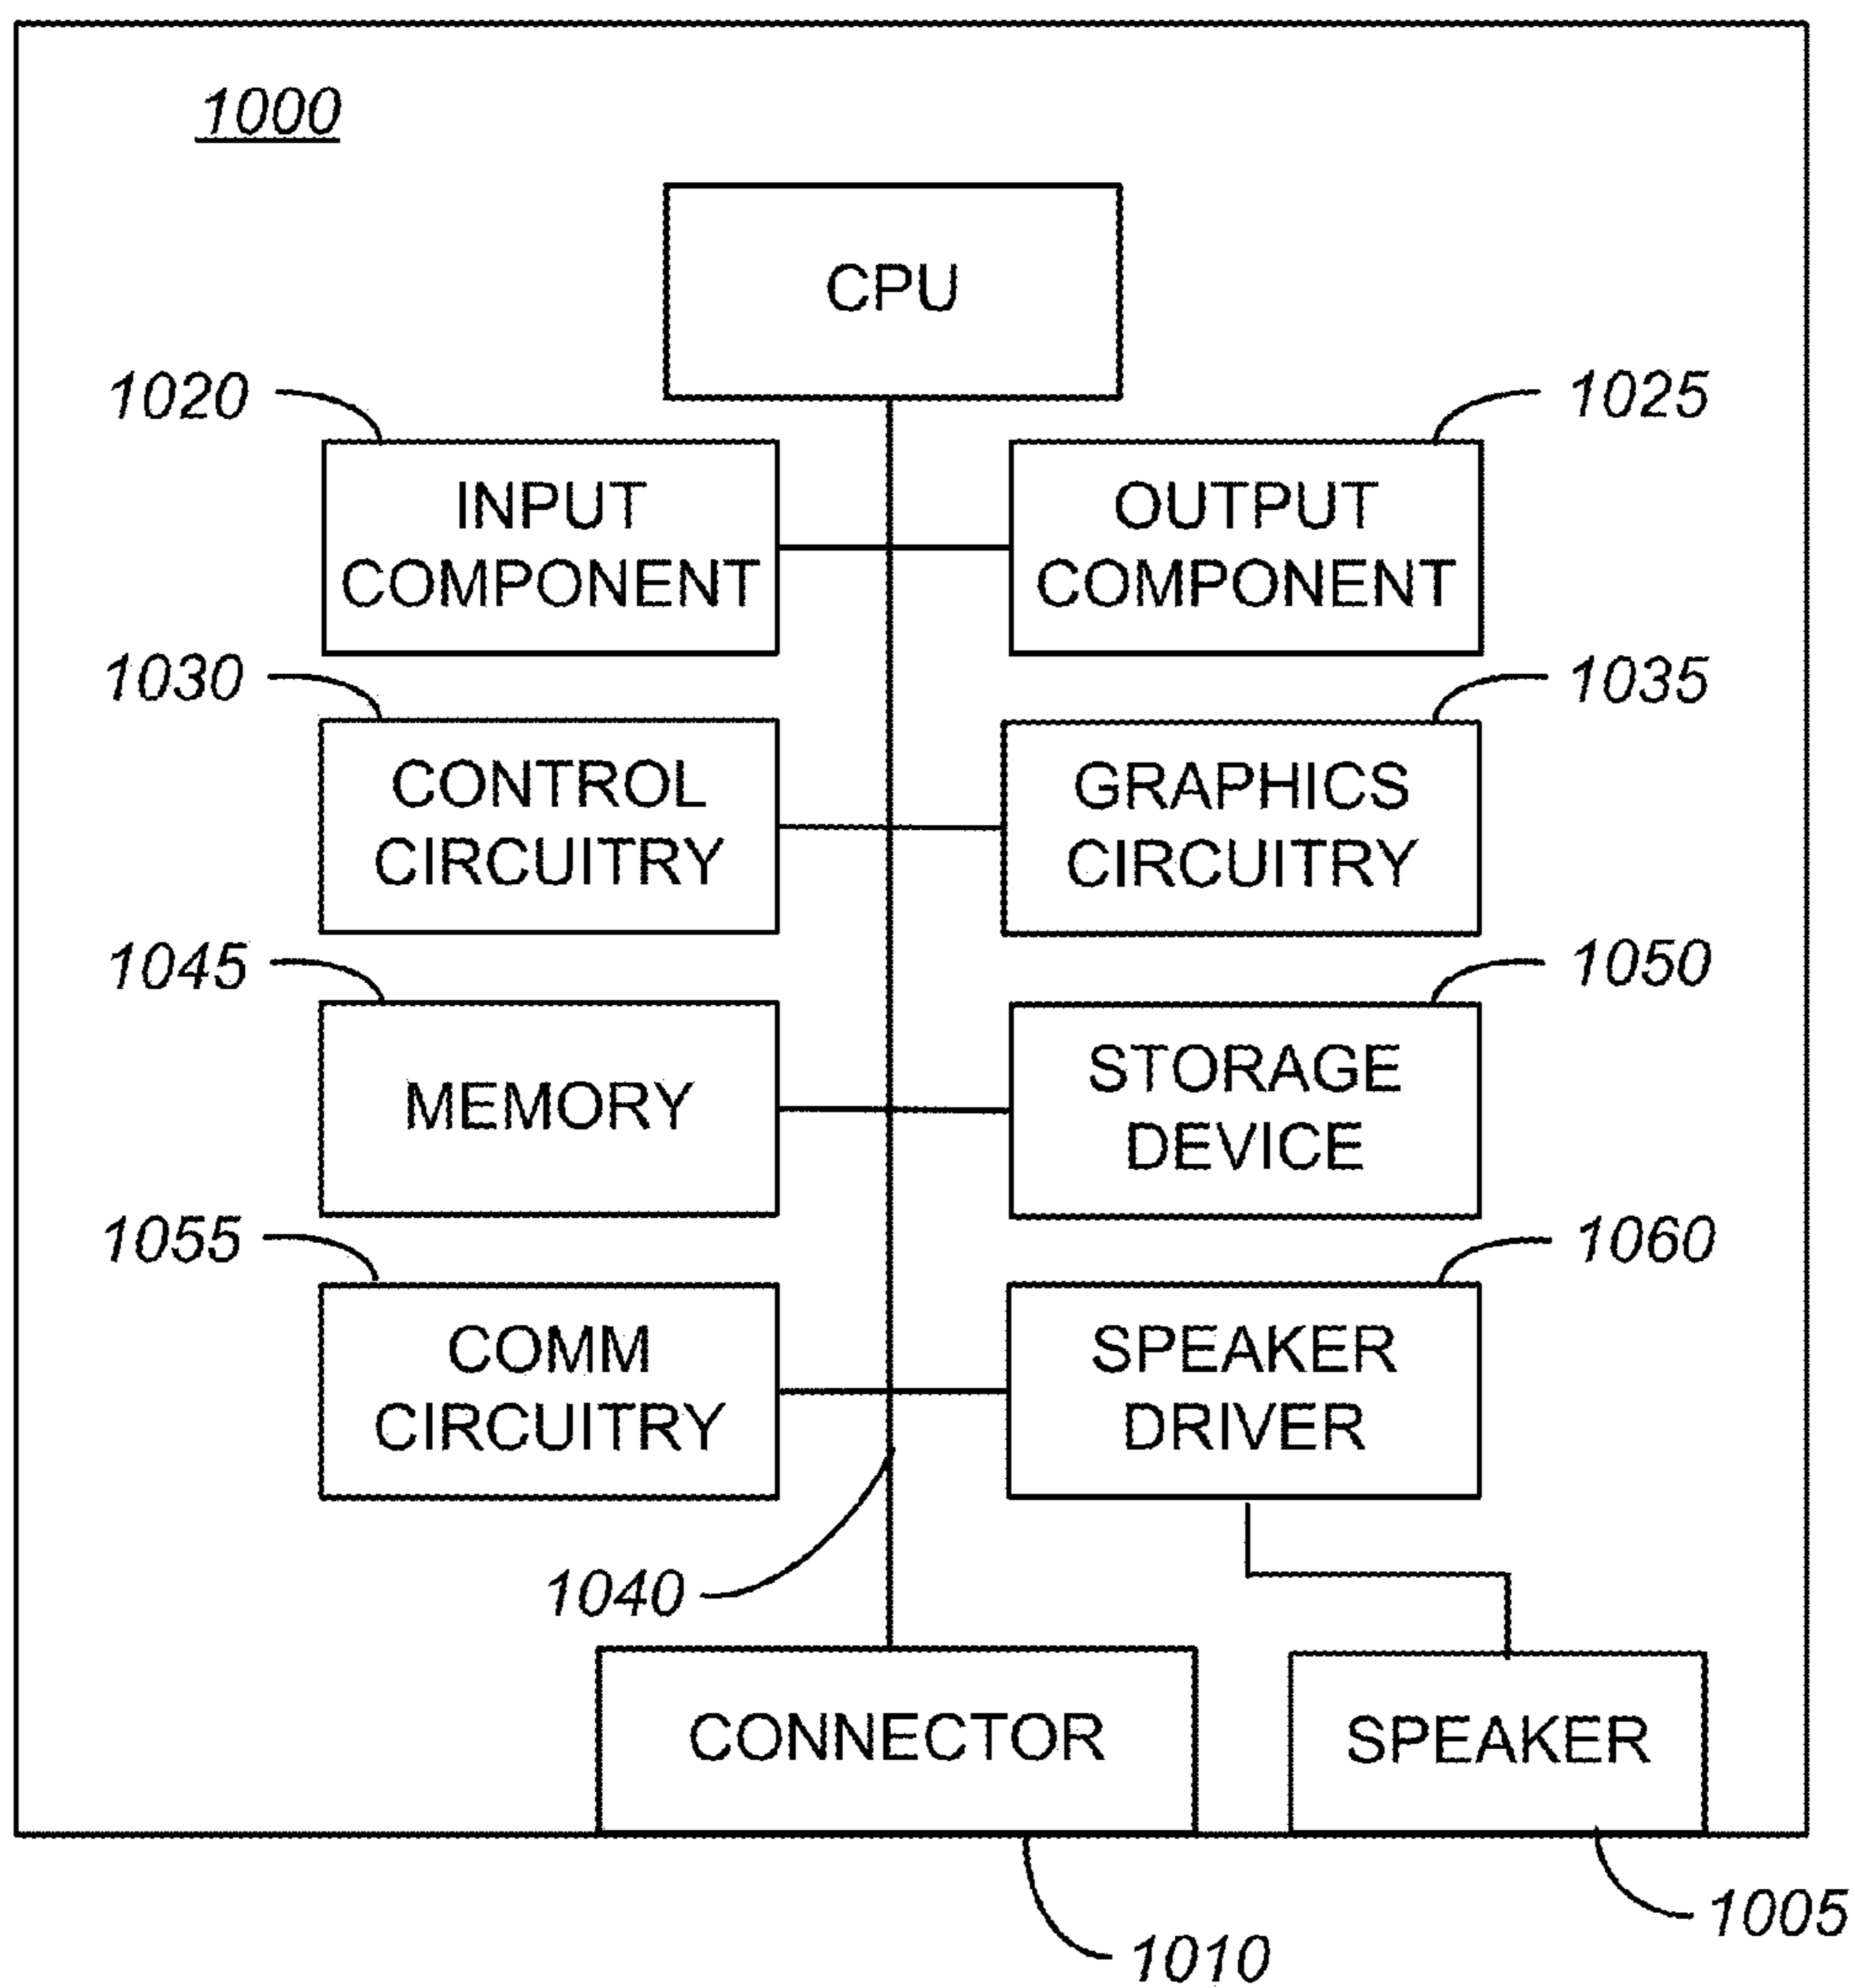 1000
CPU
1020
1025
INPUT
COMPONENT
OUTPUT
COMPONENT
1030
1035
CONTROL
CIRCUITRY
GRAPHICS
CIRCUITRY
1045
1050
MEMORY
STORAGE
DEVICE
1055
1060
COMM
CIRCUITRY
SPEAKER
DRIVER
1040
CONNECTOR
SPEAKER
1005
1010